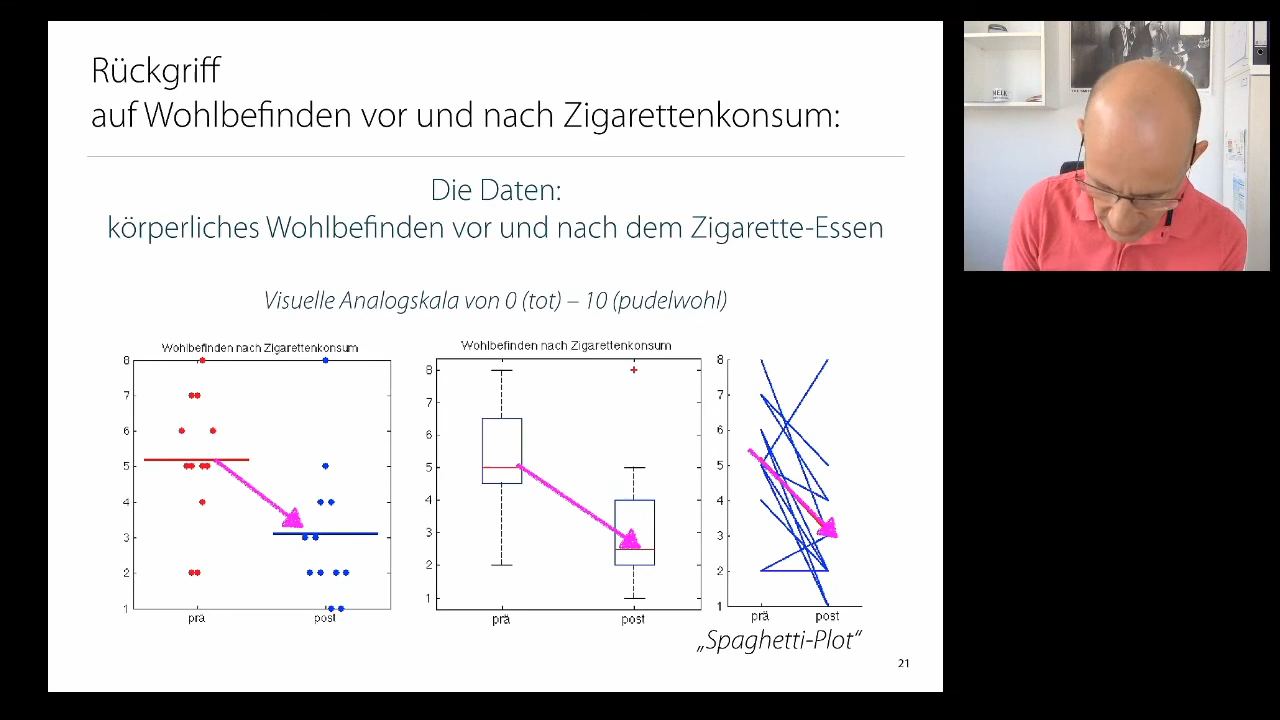 Rückgriff
auf Wohlbefinden vor und nach Zigarettenkonsum:
Die Daten:
körperliches Wohlbefinden vor und nach dem Zigarette-Essen
Visuelle Analogskala von 0 (tot) – 10 (pudelwohl)
Wohlbefinden nach Zigarettenkonsum
8
7
6
5
4
3
2
1
prä post
Wohlbefinden nach Zigarettenkonsum
8
7
6
5
4
3
2
1
prä post
8
7
6
5
4
3
2
1
prä post
„Spaghetti-Plot“
21